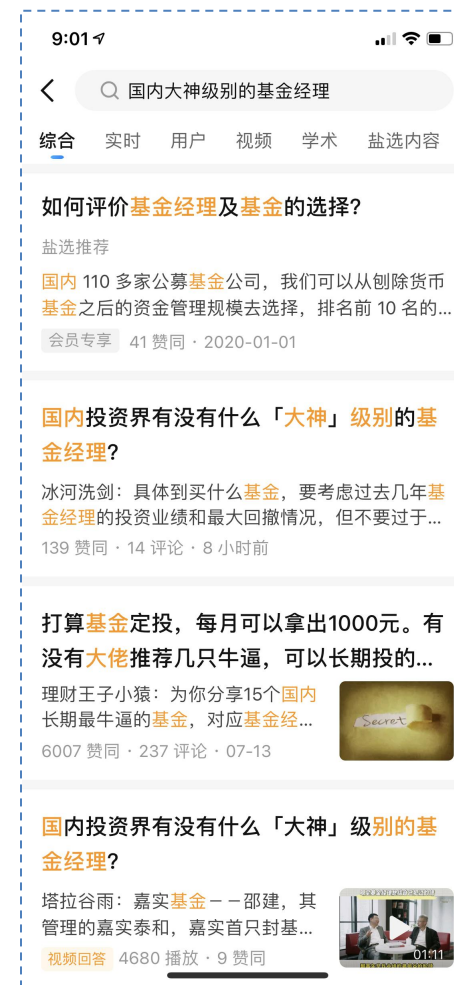 9:01
国内大神级别的基金经理
综合 实时 用户 视频 学术 盐选内容
如何评价基金经理及基金的选择?
盐选推荐
国内 110 多家公募基金公司，我们可以从刨除货币
基金之后的资金管理规模去选择，排名前 10 名的...
会员专享 41 赞同 · 2020-01-01
国内投资界有没有什么「大神」级别的基
金经理?
冰河洗剑：具体到买什么基金，要考虑过去几年基
金经理的投资业绩和最大回撤情况，但不要过于...
139 赞同 · 14 评论 · 8 小时前
打算基金定投，每月可以拿出1000元。有
没有大佬推荐几只牛逼，可以长期投的...
理财王子小猿：为你分享15个国内
长期最牛逼的基金，对应基金经...
Secret
6007 赞同 · 237 评论 · 07-13
国内投资界有没有什么「大神」级别的基
金经理?
塔拉谷雨：嘉实基金－－邵建，其
管理的嘉实泰和，嘉实首只封基...
01:11
视频回答 4680 播放 · 9 赞同